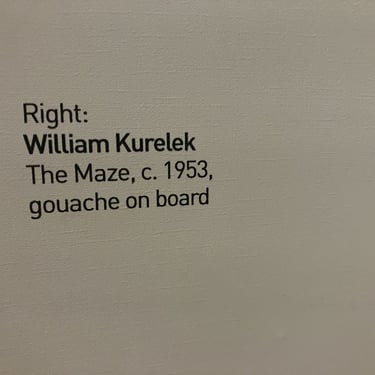 Right:
William Kurelek
The Maze, c. 1953,
gouache on board